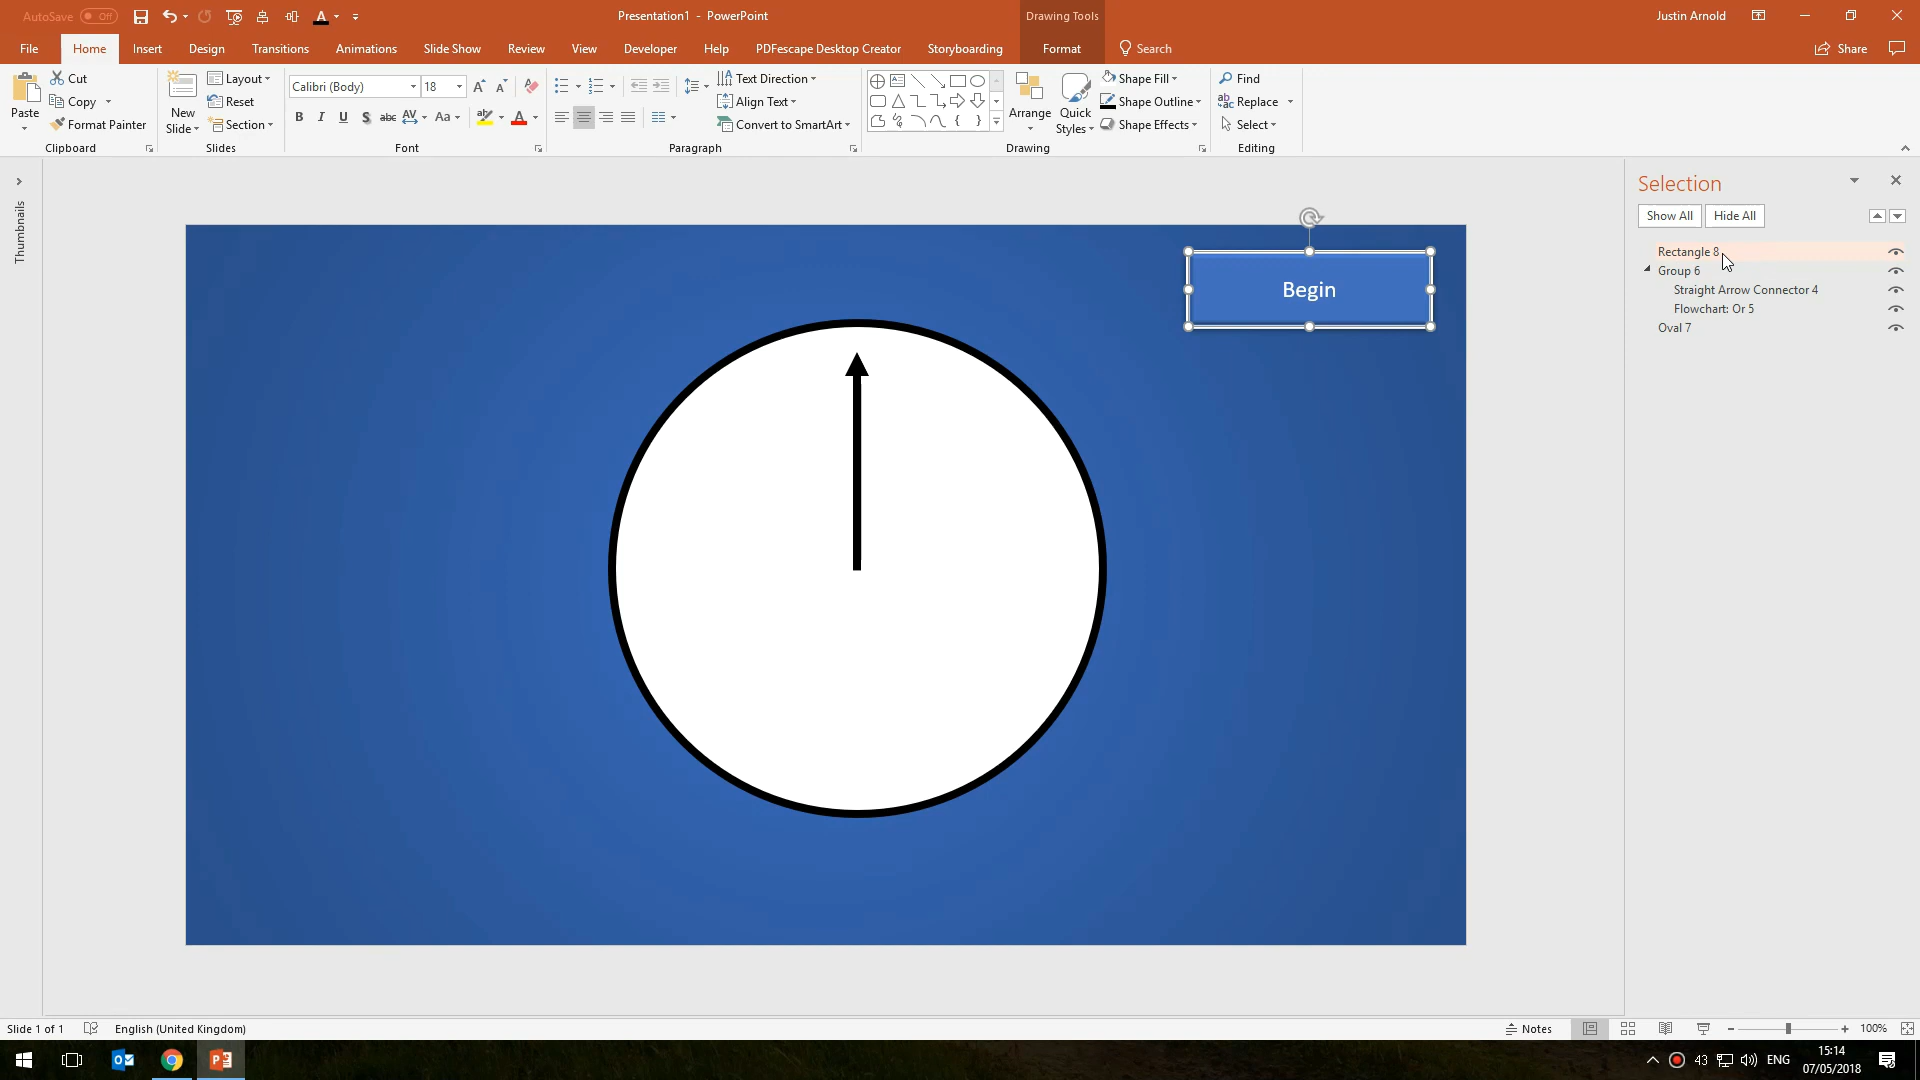 AutoSave Off
Presentation1 - PowerPoint
Drawing Tools
Justin Arnold
File Home Insert Design Transitions Animations Slide Show Review View Developer Help PDFescape Desktop Creator Storyboarding Format Search Share
Paste
Cut
Copy
Format Painter
Clipboard
New Slide
Layout
Reset
Section
Slides
Calibri (Body) 18
B I U S abc AV Aa A
Font
Text Direction
Align Text
Convert to SmartArt
Paragraph
Arrange
Quick Styles
Shape Fill
Shape Outline
Shape Effects
Drawing
Find
Replace
Select
Editing
Thumbnails
Begin
Selection
Show All Hide All
Rectangle 8
Group 6
Straight Arrow Connector 4
Flowchart: Or 5
Oval 7
Slide 1 of 1 English (United Kingdom) Notes 100%
43 ENG 15:14
07/05/2018